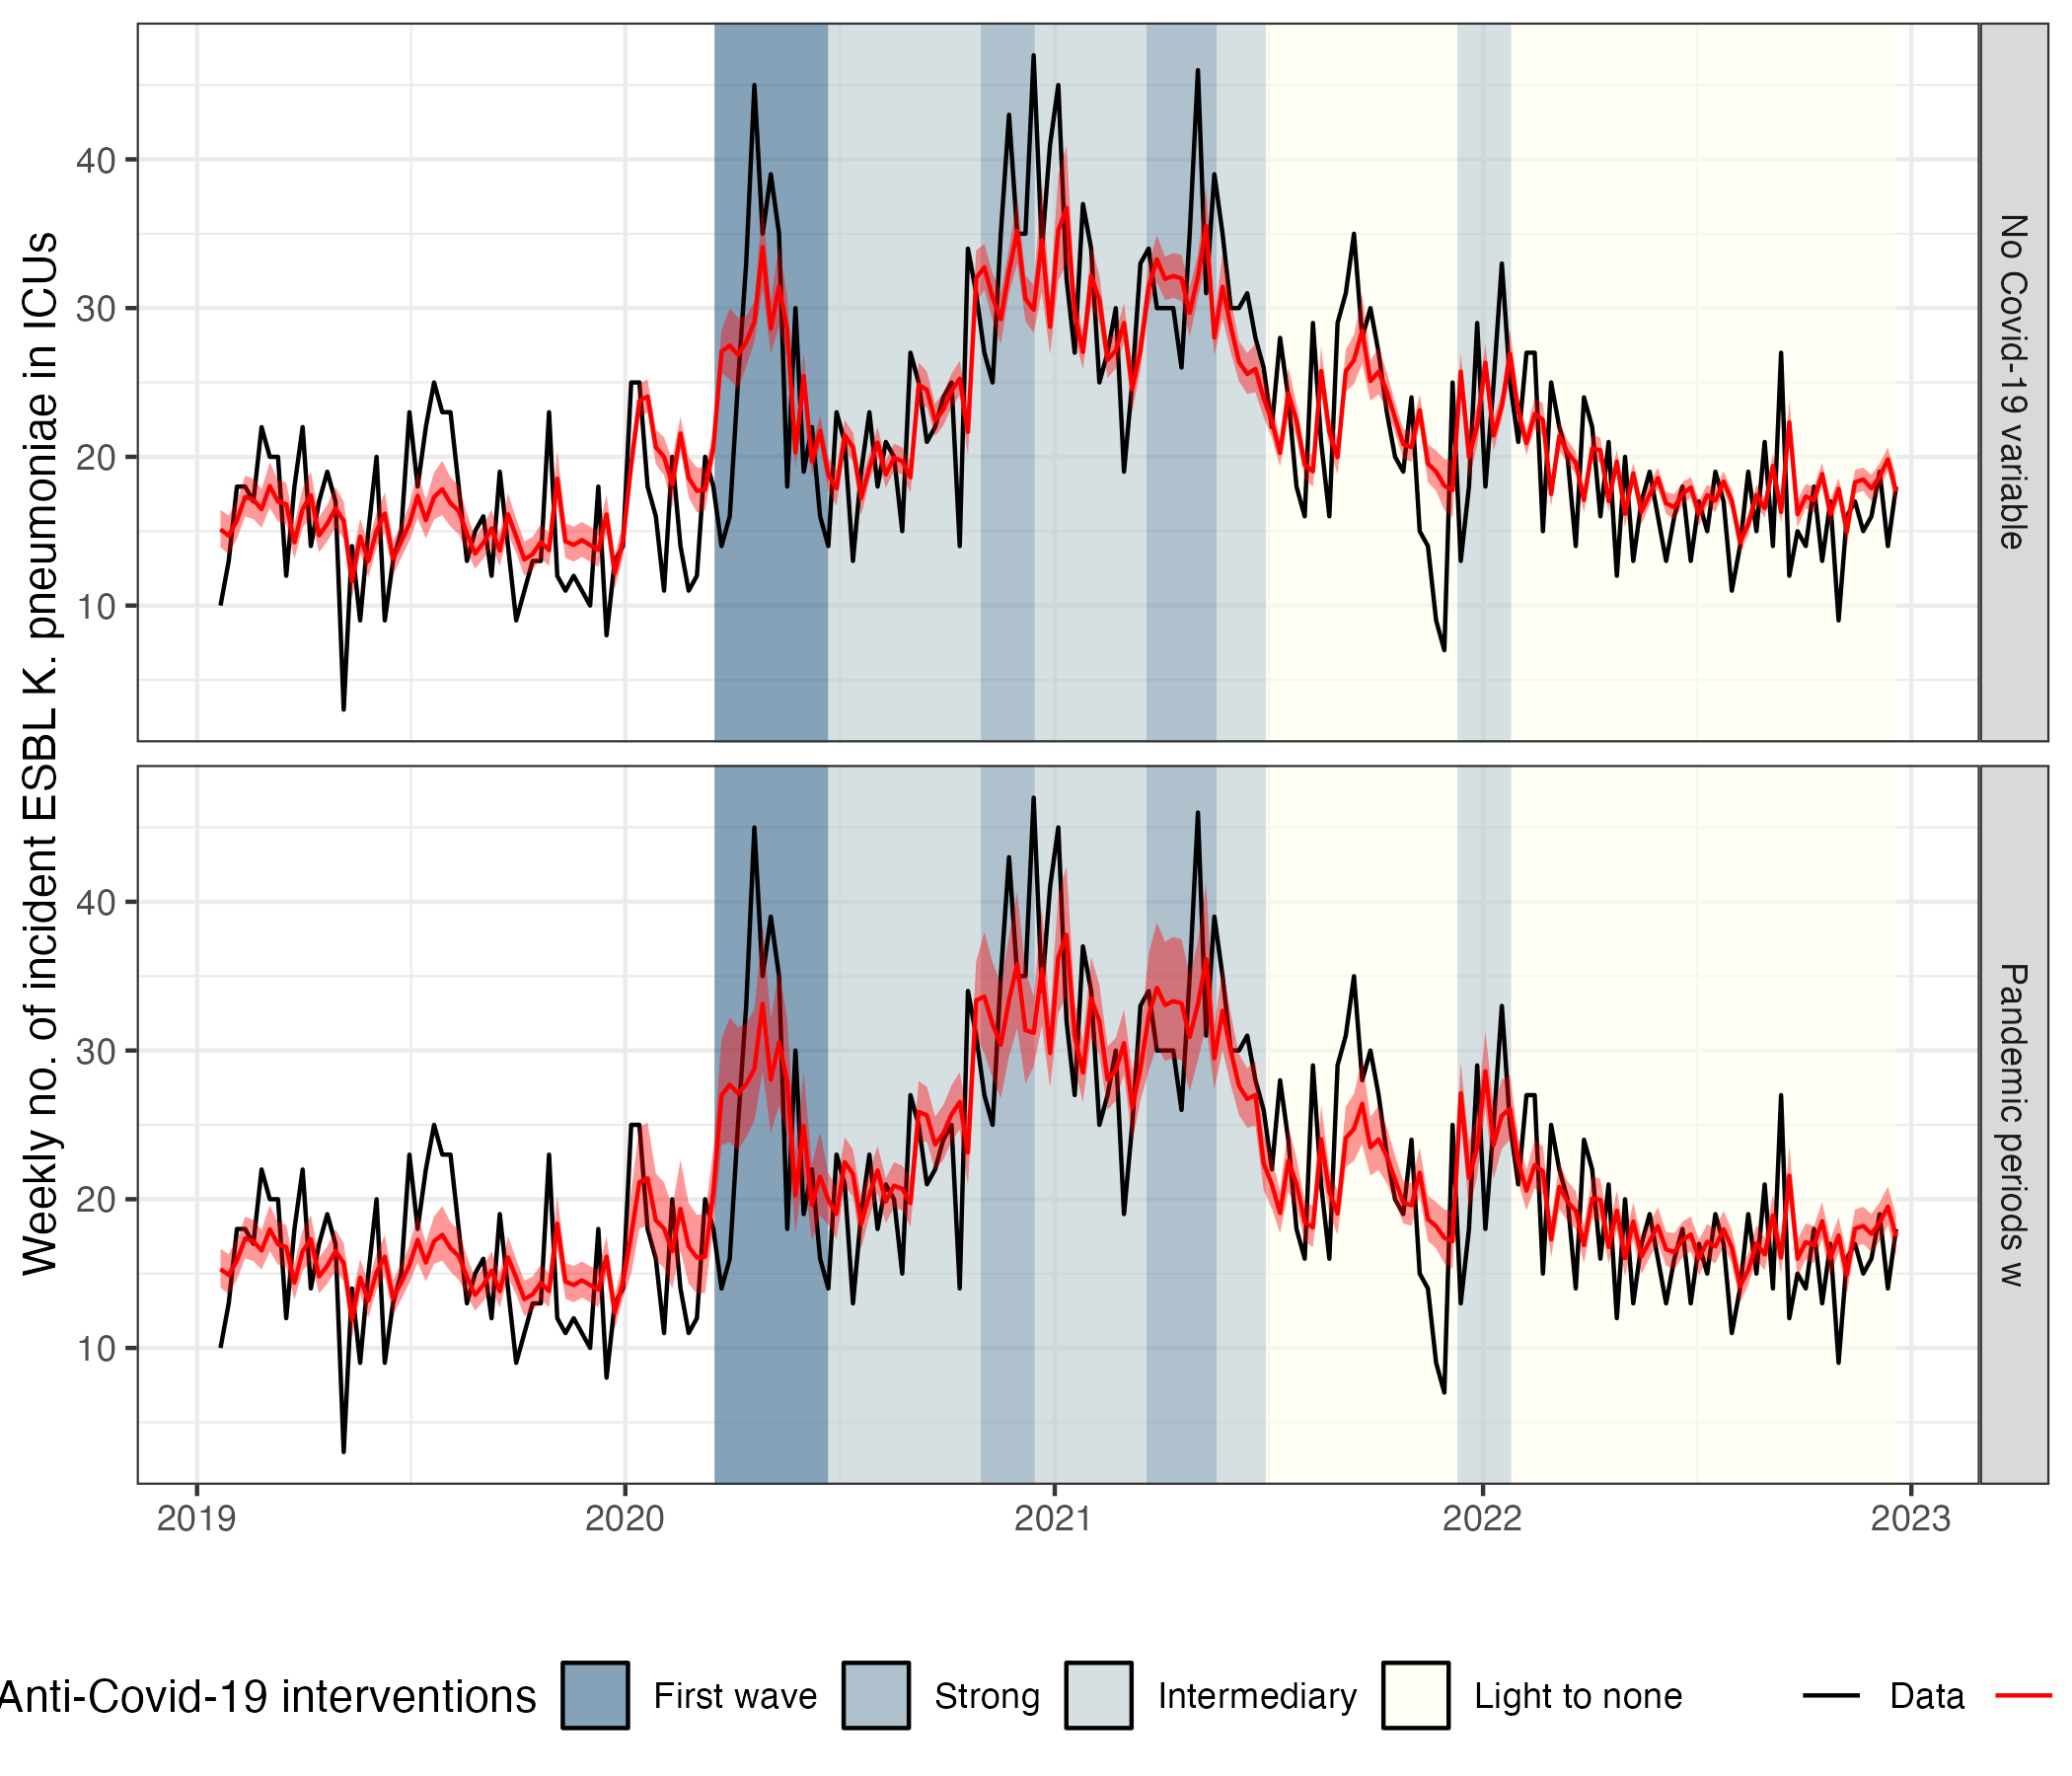 Weekly no. of incident ESBL K. pneumoniae in ICUs
40
30
20
10
No Covid-19 variable
40
30
20
10
Pandemic periods w
2019 2020 2021 2022 2023
Anti-Covid-19 interventions First wave Strong Intermediary Light to none Data